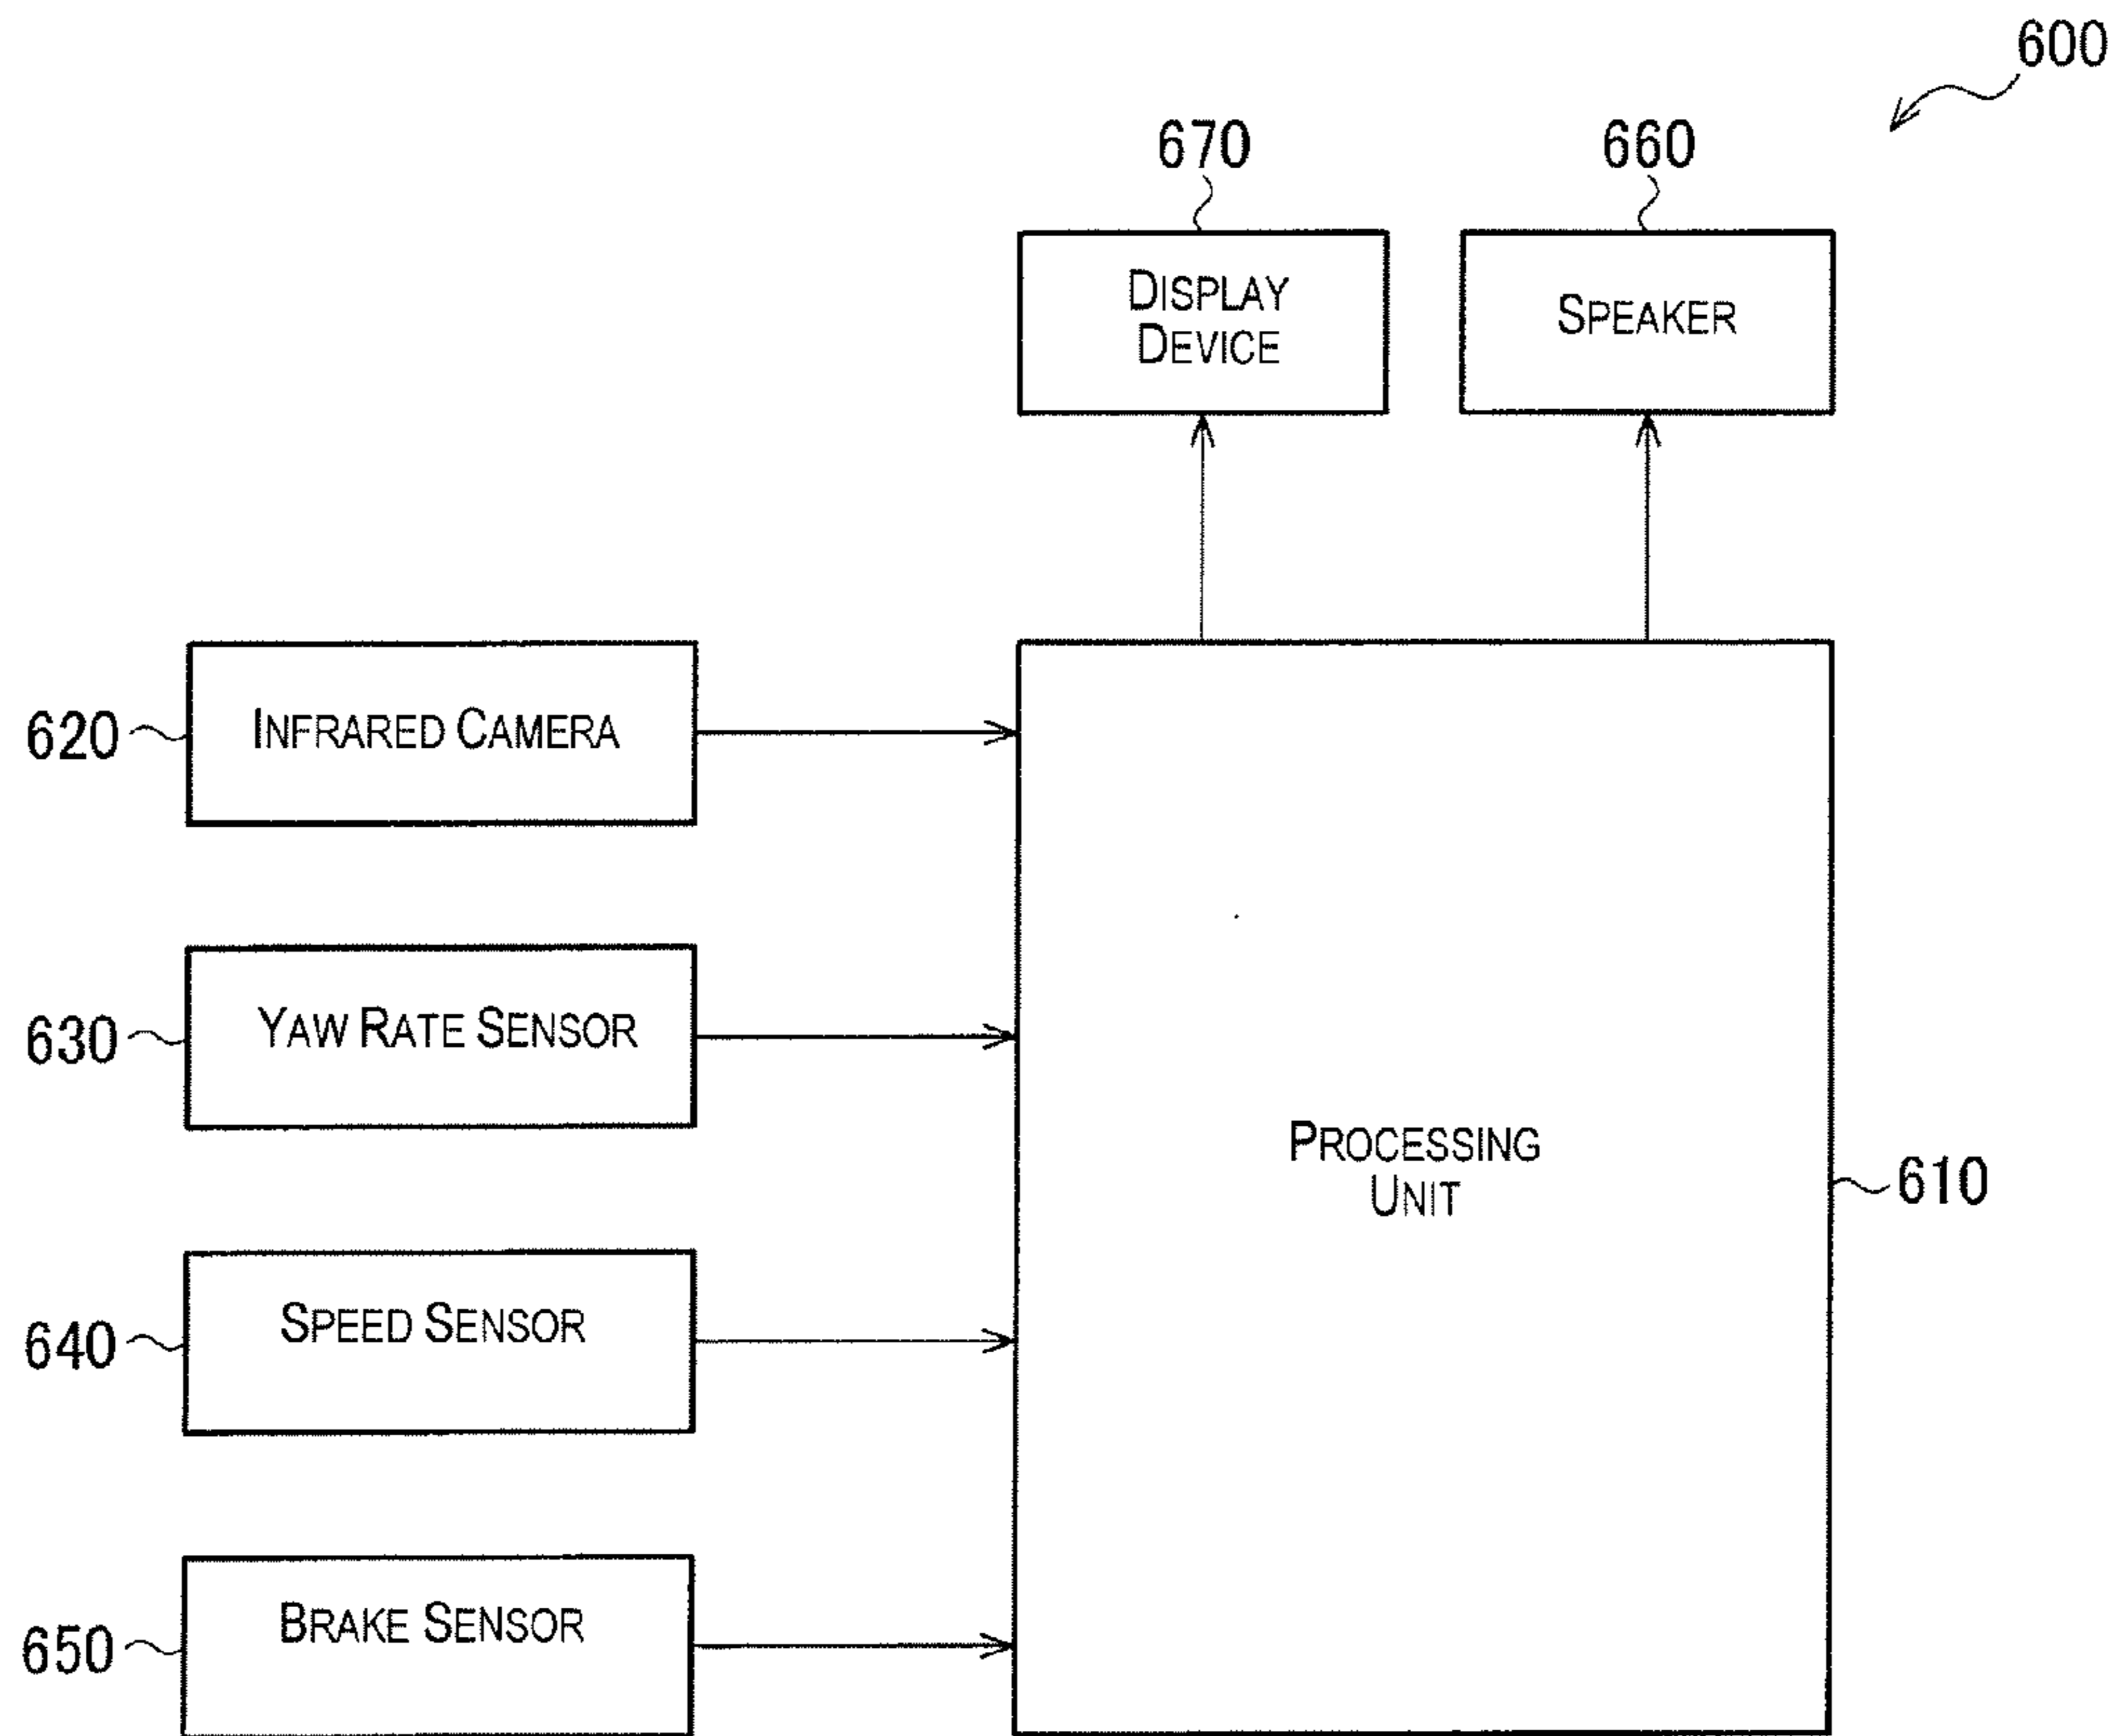 600
670
660
DISPLAY
DEVICE
SPEAKER
620
INFRARED CAMERA
630
YAW RATE SENSOR
PROCESSING
UNIT
610
640
SPEED SENSOR
650
BRAKE SENSOR